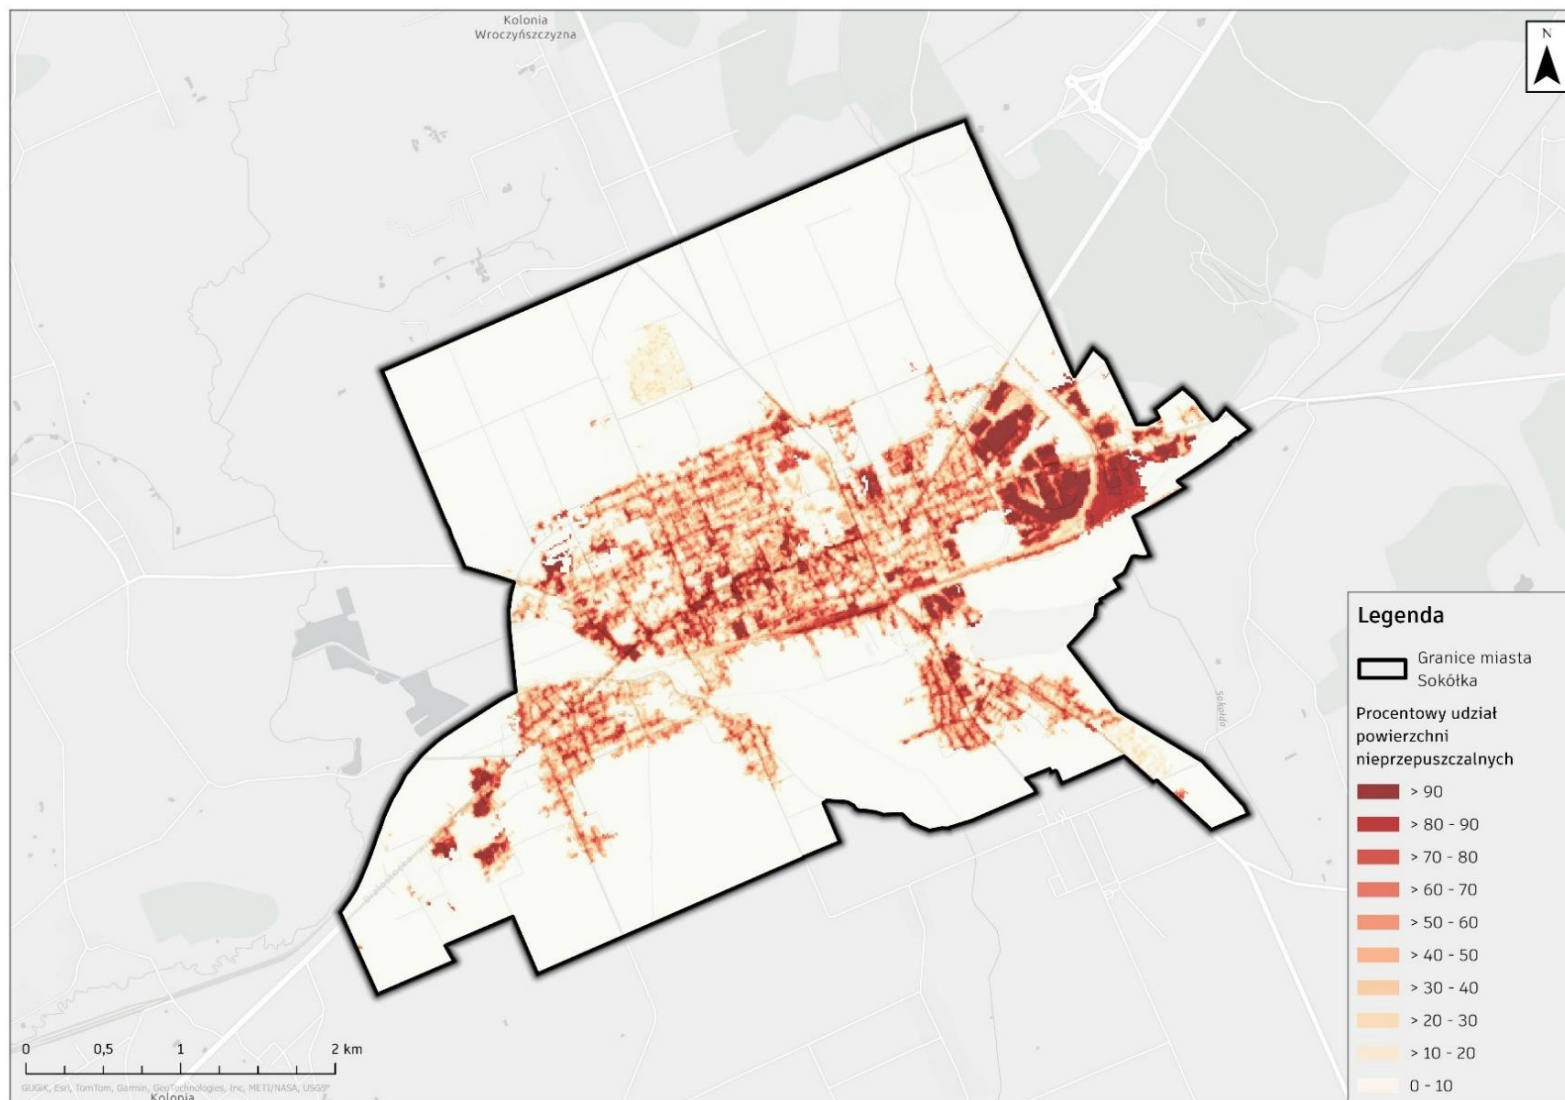 Kolonia
Wroczyńszczyzna
N
Sokołda
Białostocka
Legenda
Granice miasta
Sokółka
Procentowy udział
powierzchni
nieprzepuszczalnych
> 90
> 80 - 90
> 70 - 80
> 60 - 70
> 50 - 60
> 40 - 50
> 30 - 40
> 20 - 30
> 10 - 20
0 - 10
0 0,5 1 2 km
GUGiK, Esri, TomTom, Garmin, GeoTechnologies, Inc, METI/NASA, USGS
Kolonia